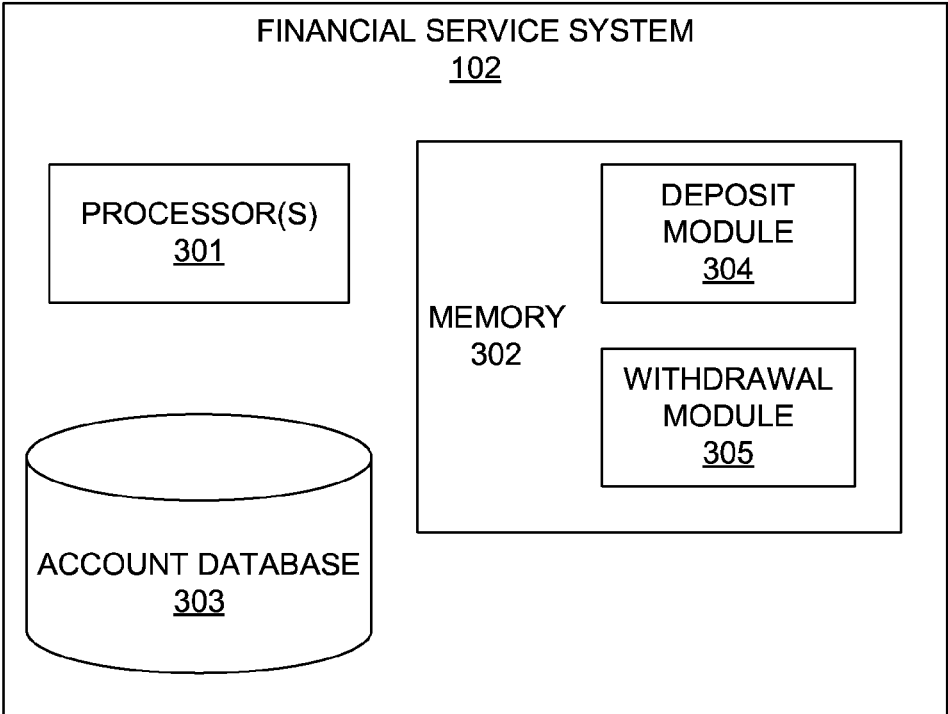 FINANCIAL SERVICE SYSTEM
102
PROCESSOR(S)
301
MEMORY
302
DEPOSIT
MODULE
304
WITHDRAWAL
MODULE
305
ACCOUNT DATABASE
303